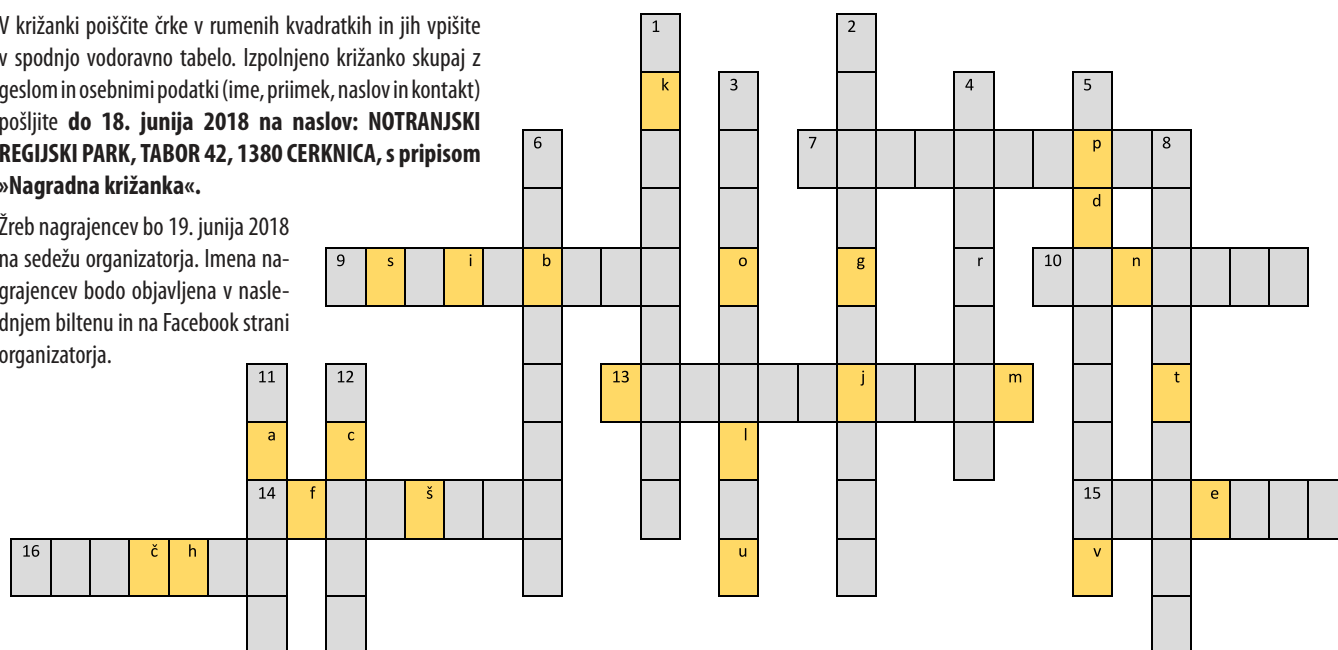 V križanki poiščite črke v rumenih kvadratkih in jih vpišite
v spodnjo vodoravno tabelo. Izpolnjeno križanko skupaj z
geslom in osebnimi podatki (ime, priimek, naslov in kontakt)
pošljite do 18. junija 2018 na naslov: NOTRANJSKI
REGIJSKI PARK, TABOR 42, 1380 CERKNICA, s pripisom
»Nagradna križanka«.
Žreb nagrajencev bo 19. junija 2018
na sedežu organizatorja. Imena na-
grajencev bodo objavljena v nasle-
dnjem biltenu in na Facebook strani
organizatorja.
1 2
k 3 4 5
6 7 p 8
d
9 s i b o g r 10 n
11 12 13 j m t
a c l
14 f š 15 e
16 č h u v